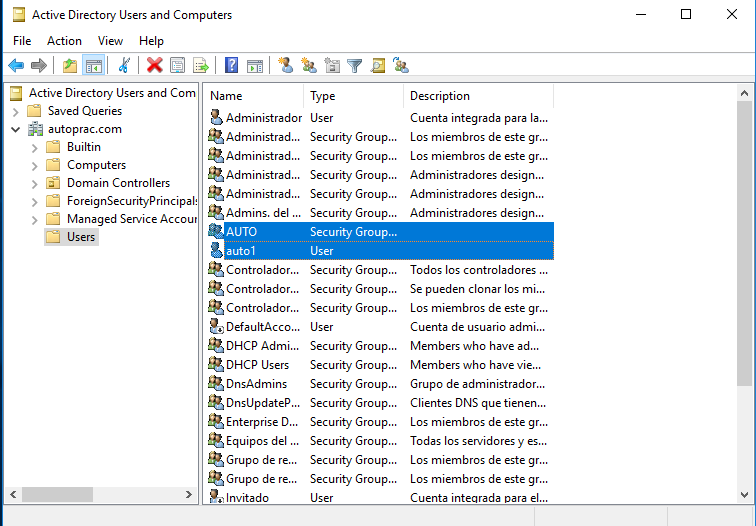 Active Directory Users and Computers
File Action View Help
Active Directory Users and Com
Saved Queries
autoprac.com
Builtin
Computers
Domain Controllers
ForeignSecurityPrincipals
Managed Service Accour
Users
Name Type Description
Administrador User Cuenta integrada para la...
Administrad... Security Group... Los miembros de este gr...
Administrad... Security Group... Los miembros de este gr...
Administrad... Security Group... Administradores design...
Administrad... Security Group... Administradores design...
Admins. del ... Security Group... Administradores design...
AUTO Security Group...
auto1 User
Controlador... Security Group... Todos los controladores ...
Controlador... Security Group... Se pueden clonar los mi...
Controlador... Security Group... Los miembros de este gr...
DefaultAcco... User Cuenta de usuario admi...
DHCP Admi... Security Group... Members who have ad...
DHCP Users Security Group... Members who have vie...
DnsAdmins Security Group... Grupo de administrador...
DnsUpdateP... Security Group... Clientes DNS que tienen...
Enterprise D... Security Group... Los miembros de este gr...
Equipos del ... Security Group... Todas los servidores y es...
Grupo de re... Security Group... Los miembros de este gr...
Grupo de re... Security Group... Los miembros de este gr...
Invitado User Cuenta integrada para el...